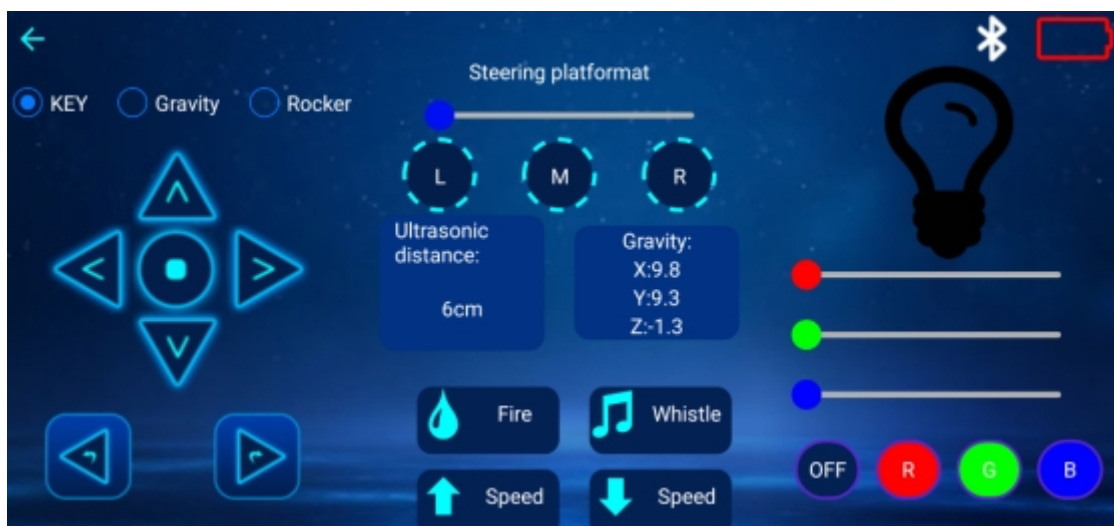 Steering platformat
KEY Gravity Rocker
L M R
Ultrasonic
distance:
6cm
Gravity:
X:9.8
Y:9.3
Z:-1.3
Fire
Whistle
Speed
Speed
OFF R G B